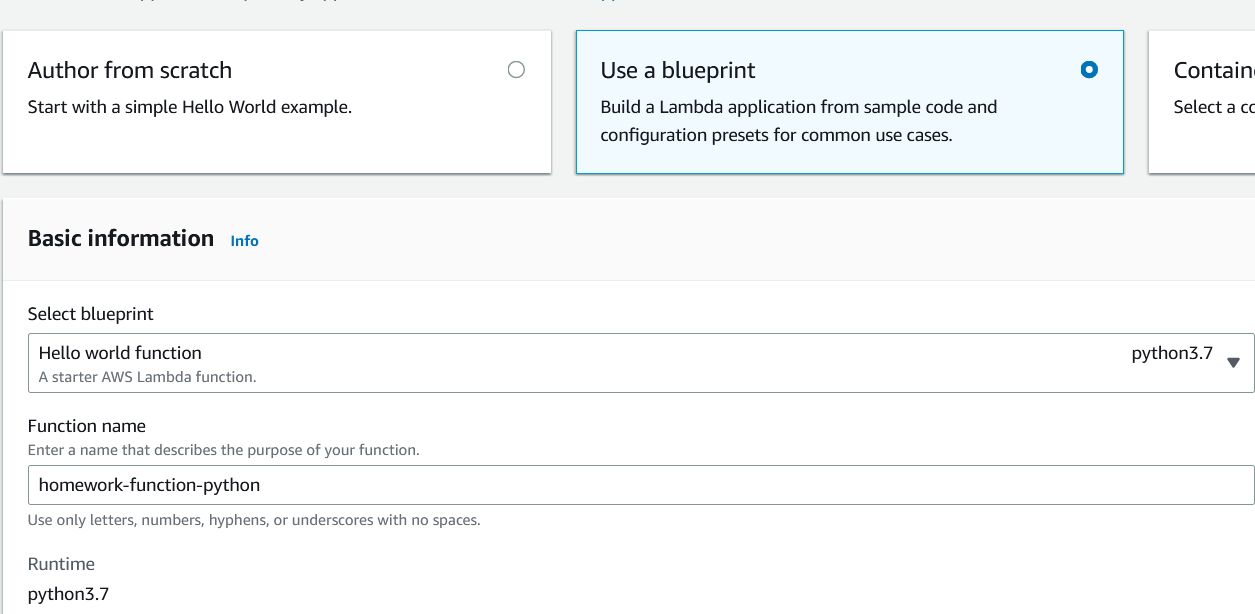 Author from scratch
Start with a simple Hello World example.
Use a blueprint
Build a Lambda application from sample code and
configuration presets for common use cases.
Contain
Select a co
Basic information Info
Select blueprint
Hello world function python3.7
A starter AWS Lambda function.
Function name
Enter a name that describes the purpose of your function.
homework-function-python
Use only letters, numbers, hyphens, or underscores with no spaces.
Runtime
python3.7